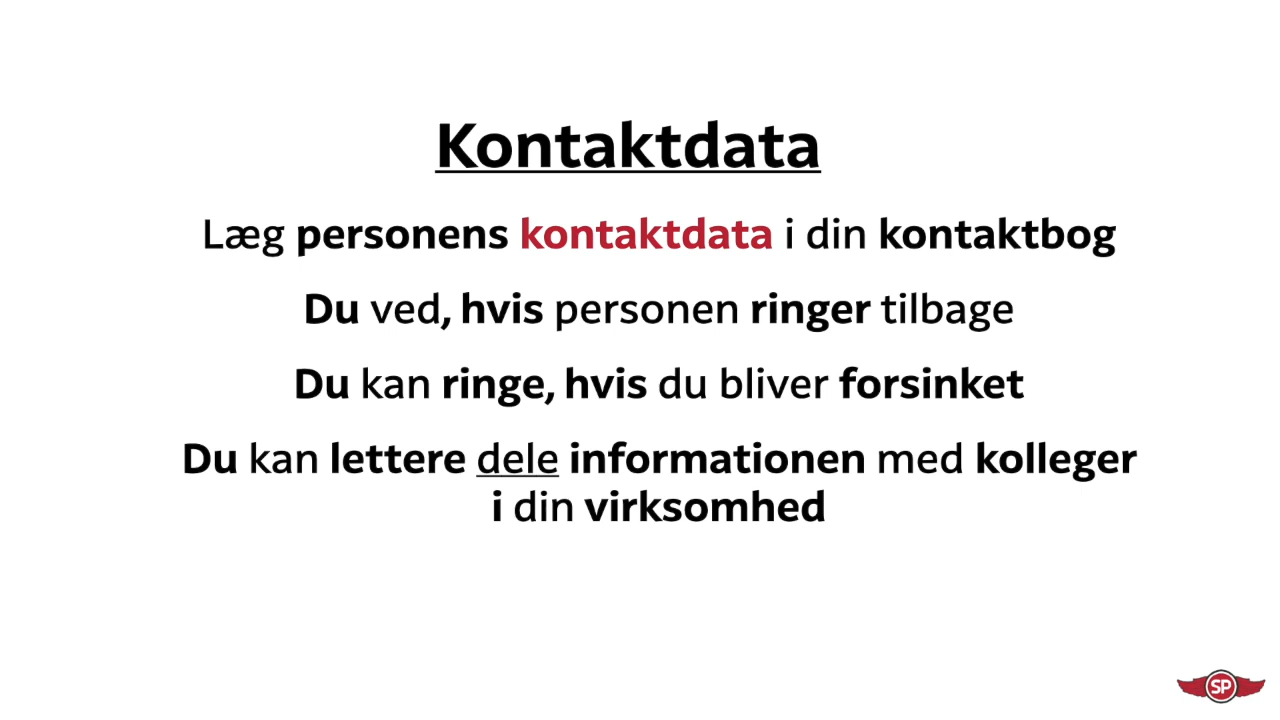 Kontaktdata
Læg personens kontaktdata i din kontaktbog
Du ved, hvis personen ringer tilbage
Du kan ringe, hvis du bliver forsinket
Du kan lettere dele informationen med kolleger
i din virksomhed
SP